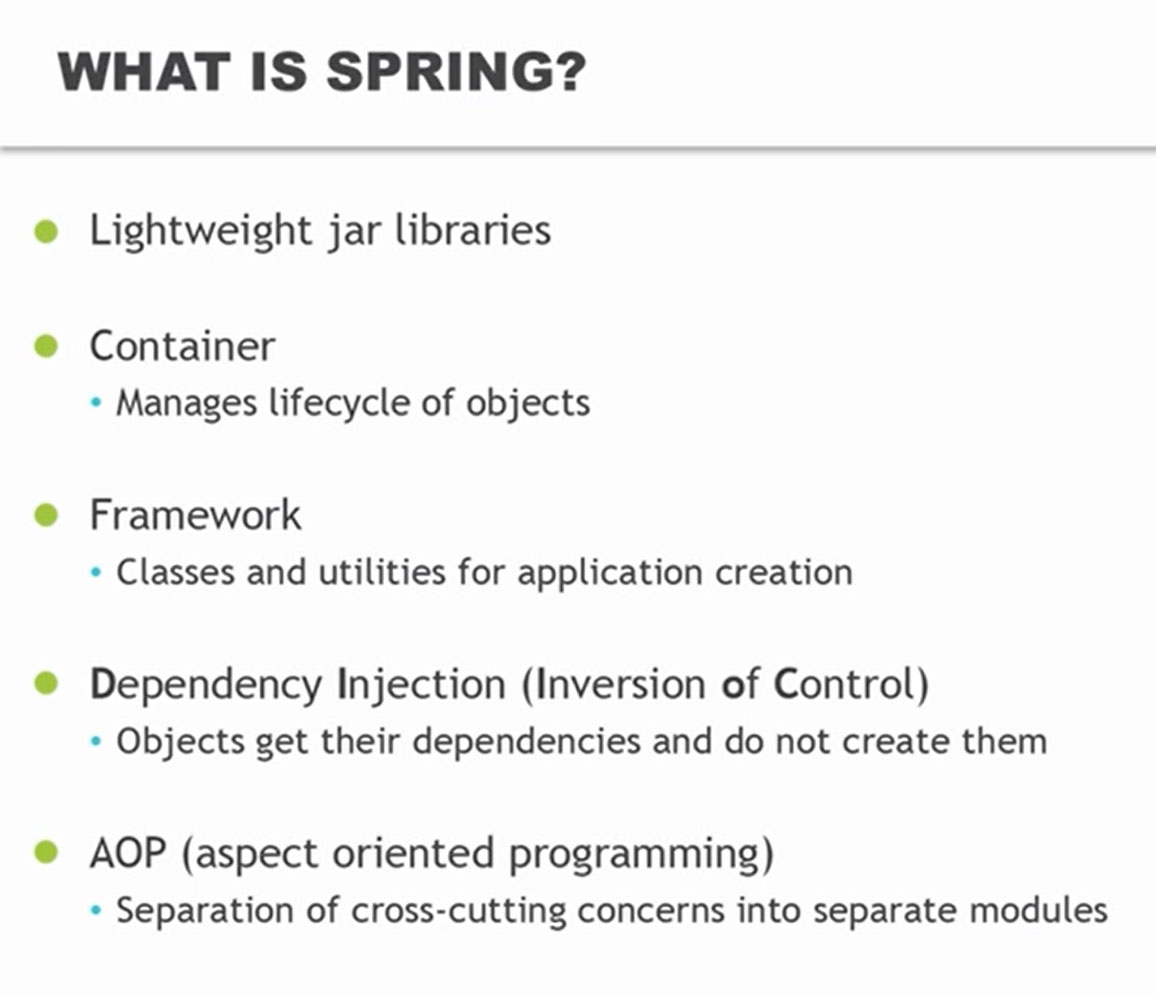 WHAT IS SPRING?
Lightweight jar libraries
Container
Manages lifecycle of objects
Framework
Classes and utilities for application creation
Dependency Injection (Inversion of Control)
Objects get their dependencies and do not create them
AOP (aspect oriented programming)
Separation of cross-cutting concerns into separate modules